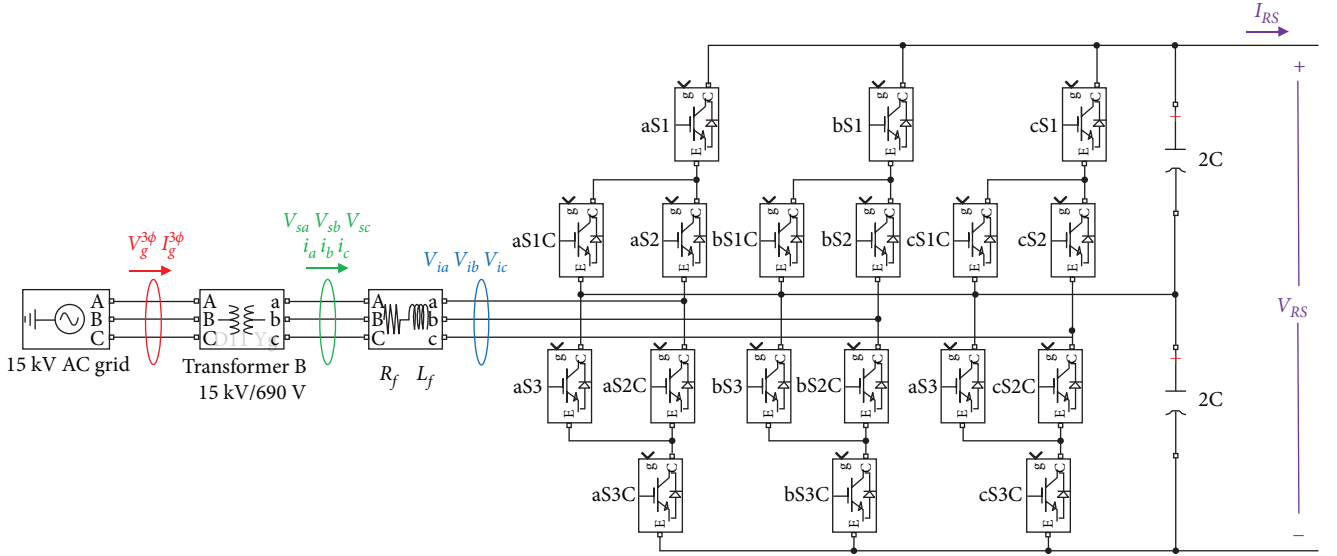 I_RS
g C
aS1
E
g C
bS1
E
g C
cS1
E
+
2C
g C
aS1C
E
g C
aS2
E
g C
bS1C
E
g C
bS2
E
g C
cS1C
E
g C
cS2
E
V_g^3ϕ I_g^3ϕ
V_sa V_sb V_sc
i_a i_b i_c
V_ia V_ib V_ic
A
B
C
15 kV AC grid
A a
B b
C c
D11 Yg
Transformer B
15 kV/690 V
A a
B b
C c
R_f L_f
V_RS
g C
aS3
E
g C
aS2C
E
g C
bS3
E
g C
bS2C
E
g C
aS3
E
g C
cS2C
E
2C
g C
aS3C
E
g C
bS3C
E
g C
cS3C
E
−